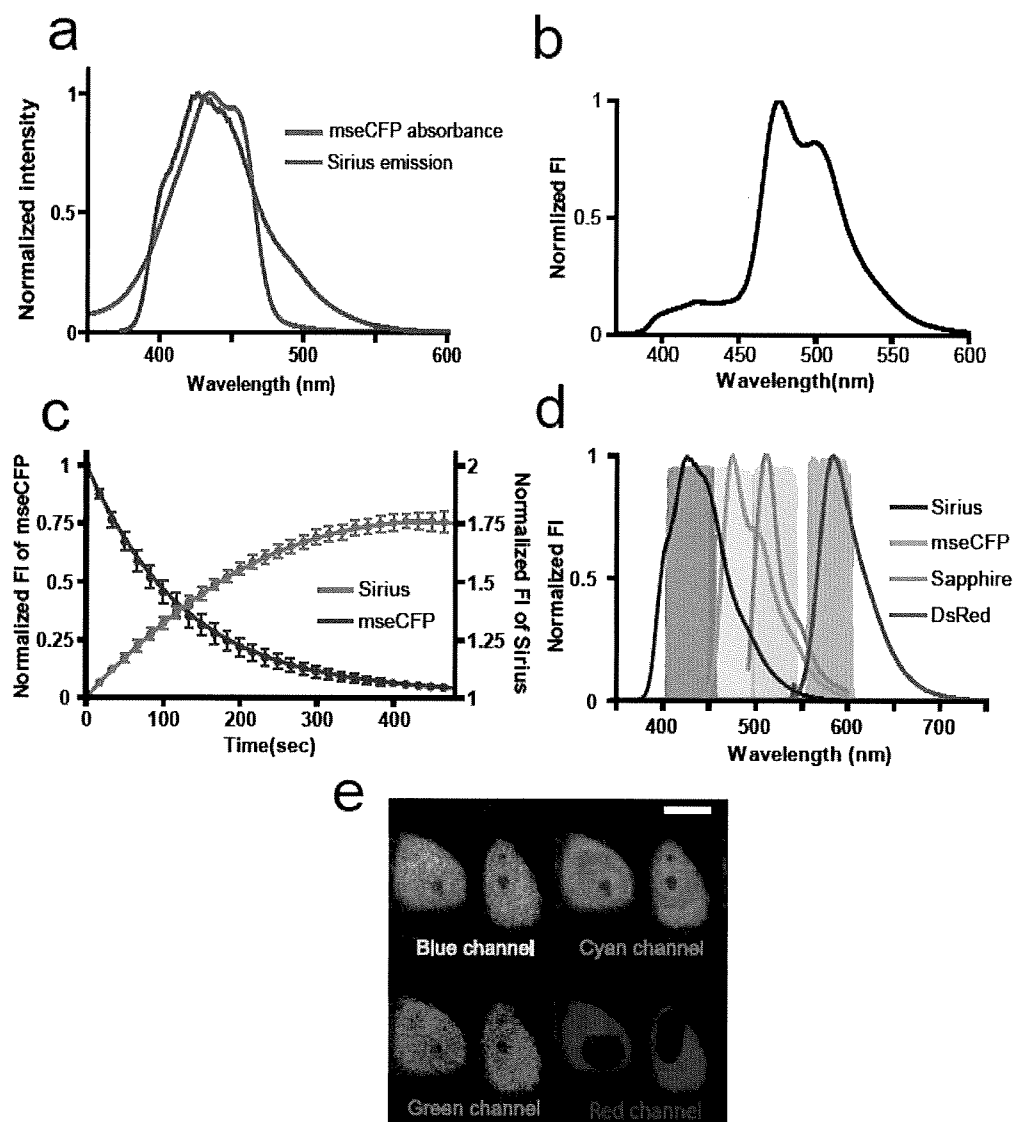 a
Normalized intensity
1
0.5
0
400
500
600
Wavelength (nm)
mseCFP absorbance
Sirius emission
b
Normlized FI
1
0.5
0
400
450
500
550
600
Wavelength(nm)
c
Normalized FI of mseCFP
1
0.75
0.5
0.25
0
0
100
200
300
400
Time(sec)
Sirius
mseCFP
2
1.75
1.5
1.25
1
Normalized FI of Sirius
d
Normalized FI
1
0.5
0
400
500
600
700
Wavelength (nm)
Sirius
mseCFP
Sapphire
DsRed
e
Blue channel
Cyan channel
Green channel
Red channel